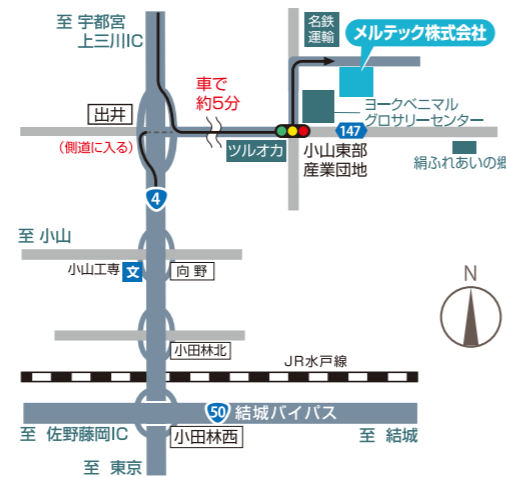 至 宇都宮
上三川IC
名鉄
運輸
メルテック株式会社
車で
約5分
ヨークベニマル
グロサリーセンター
出井
(側道に入る)
ツルオカ
147
小山東部
産業団地
絹ふれあいの郷
4
至 小山
小山工専
文
向野
N
小田林北
JR水戸線
50
結城バイパス
至 佐野藤岡IC
小田林西
至 結城
至 東京